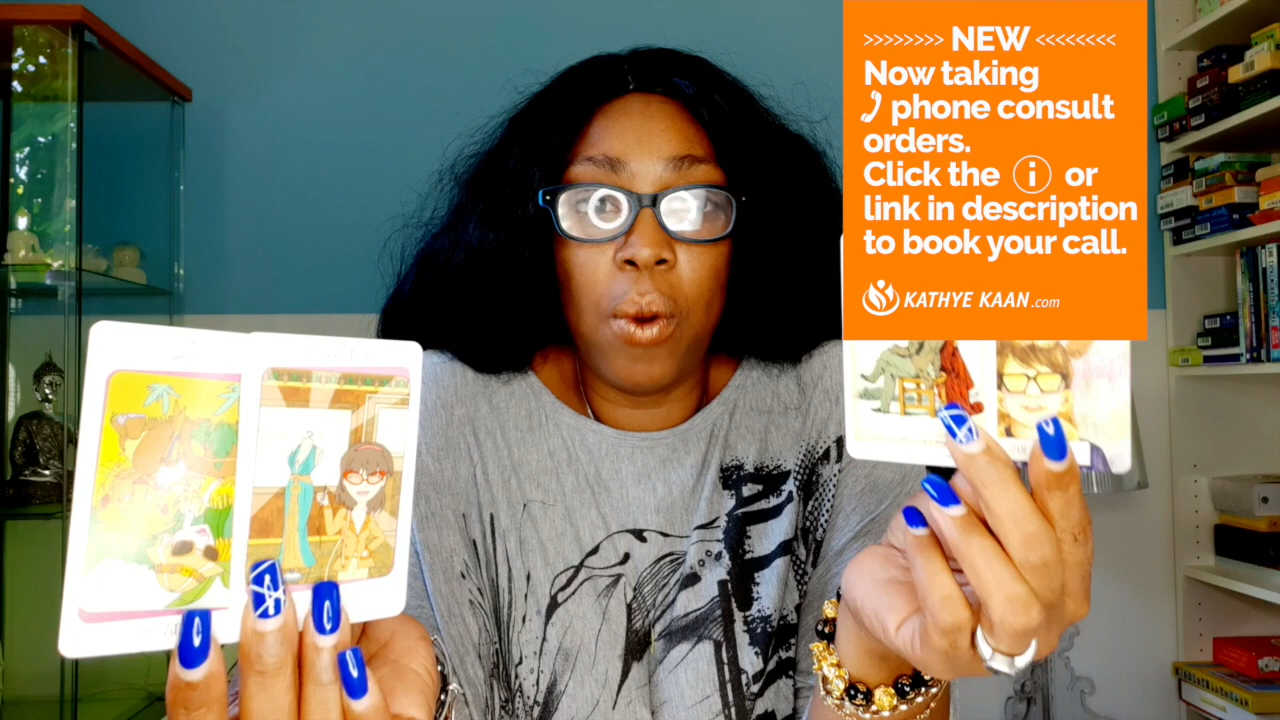 >>>>>>>> NEW <<<<<<<<
Now taking
phone consult
orders.
Click the i or
link in description
to book your call.
KATHYE KAAN.com